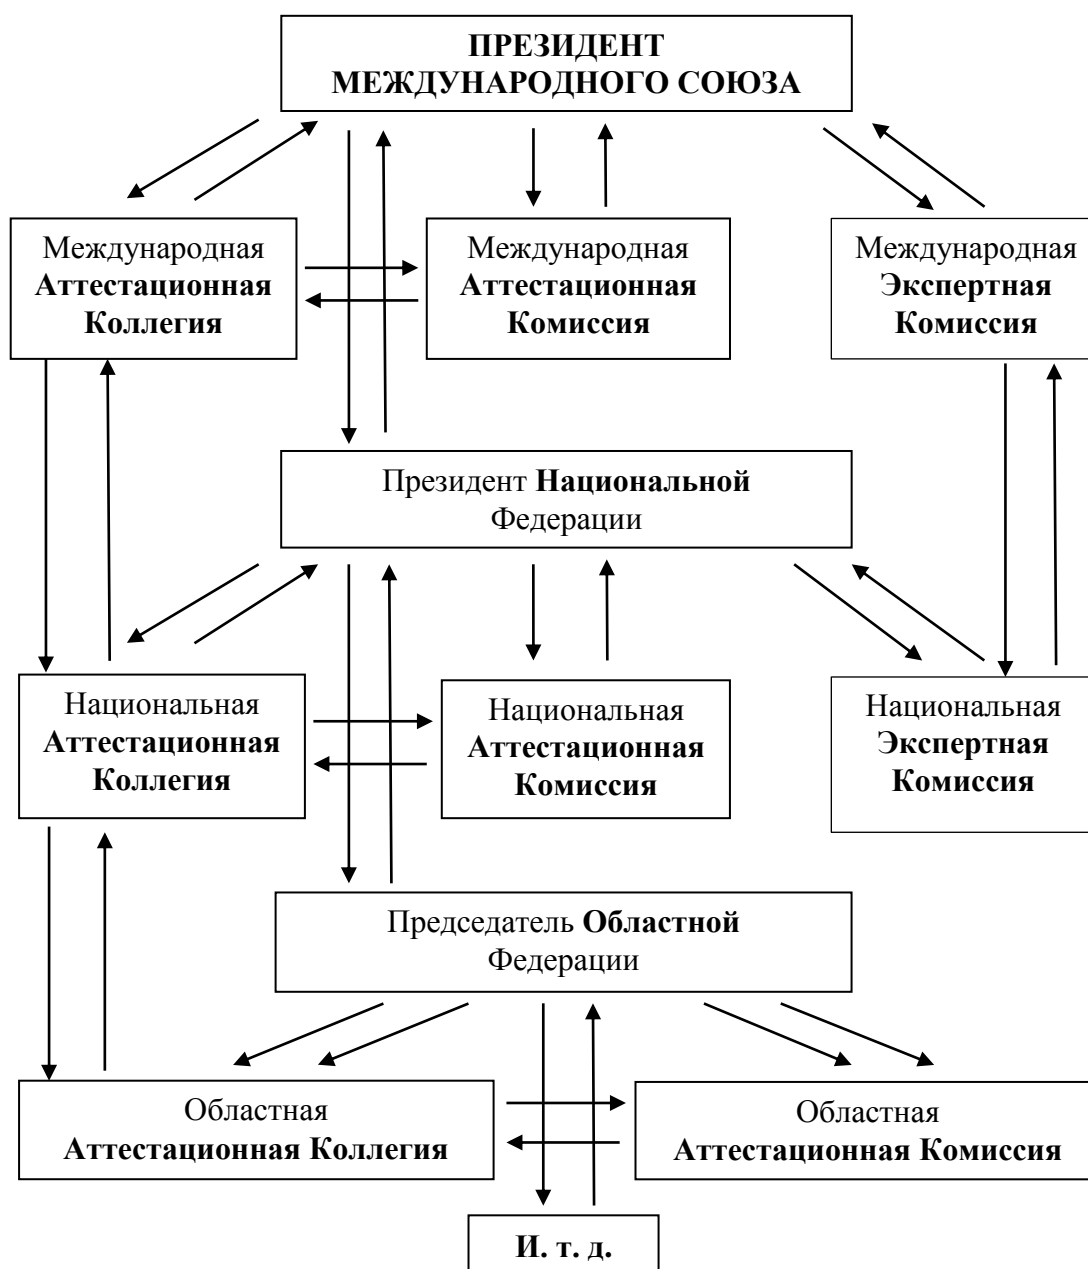 ПРЕЗИДЕНТ
МЕЖДУНАРОДНОГО СОЮЗА
Международная
Аттестационная
Коллегия
Международная
Аттестационная
Комиссия
Международная
Экспертная
Комиссия
Президент Национальной
Федерации
Национальная
Аттестационная
Коллегия
Национальная
Аттестационная
Комиссия
Национальная
Экспертная
Комиссия
Председатель Областной
Федерации
Областная
Аттестационная Коллегия
Областная
Аттестационная Комиссия
И. т. д.